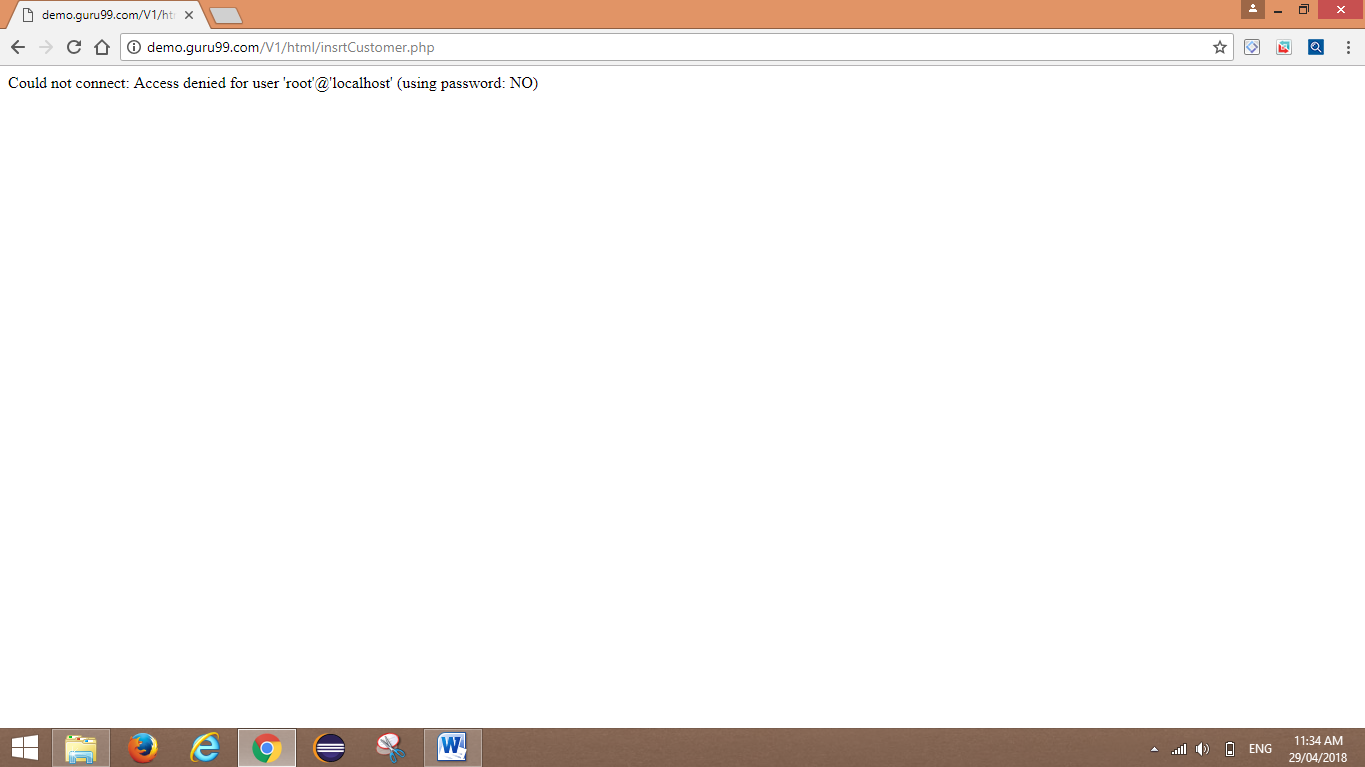 demo.guru99.com/V1/ht
demo.guru99.com/V1/html/insrtCustomer.php
Could not connect: Access denied for user 'root'@'localhost' (using password: NO)
ENG
11:34 AM
29/04/2018